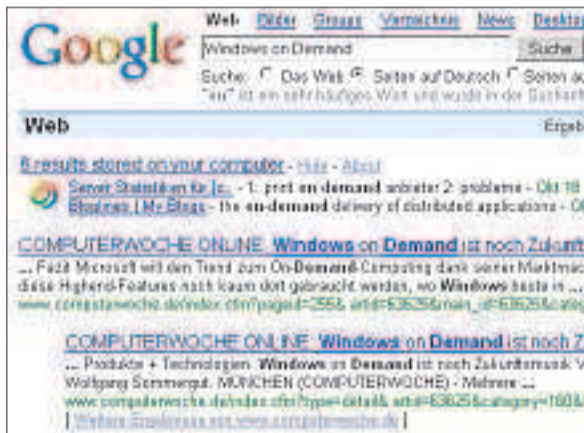 Google
Web Bilder Groups Verzeichnis News Desktop
Windows on Demand Suche
Suche: Das Web Seiten auf Deutsch Seiten au
"on" ist ein sehr häufiges Wort und wurde in der
Web Ergeb
6 results stored on your computer - Hide - About
Server Statistiken für - 1. print on demand anbieter 2. probleme - Okt 18
| My Blogs - the on-demand delivery of distributed applications - O
COMPUTERWOCHE ONLINE: Windows on Demand ist noch Zukunft
... Fazit Microsoft will den Trend zum On-Demand-Computing dank seiner Marktmac
diese Highend-Features noch kaum dort gebraucht werden, wo Windows heute in ...
www.computerwoche.de/index.cfm?pageid=255& artid=63625&main_id=63625&cate
COMPUTERWOCHE ONLINE: Windows on Demand ist noch Z
... Produkte + Technologien. Windows on Demand ist noch Zukunftsmusik V
Wolfgang Sommergut. MÜNCHEN (COMPUTERWOCHE) - Mehrere ...
www.computerwoche.de/index.cfm?type=detail& artid=63625&category=160&
[ Weitere Ergebnisse von www.computerwoche.de ]